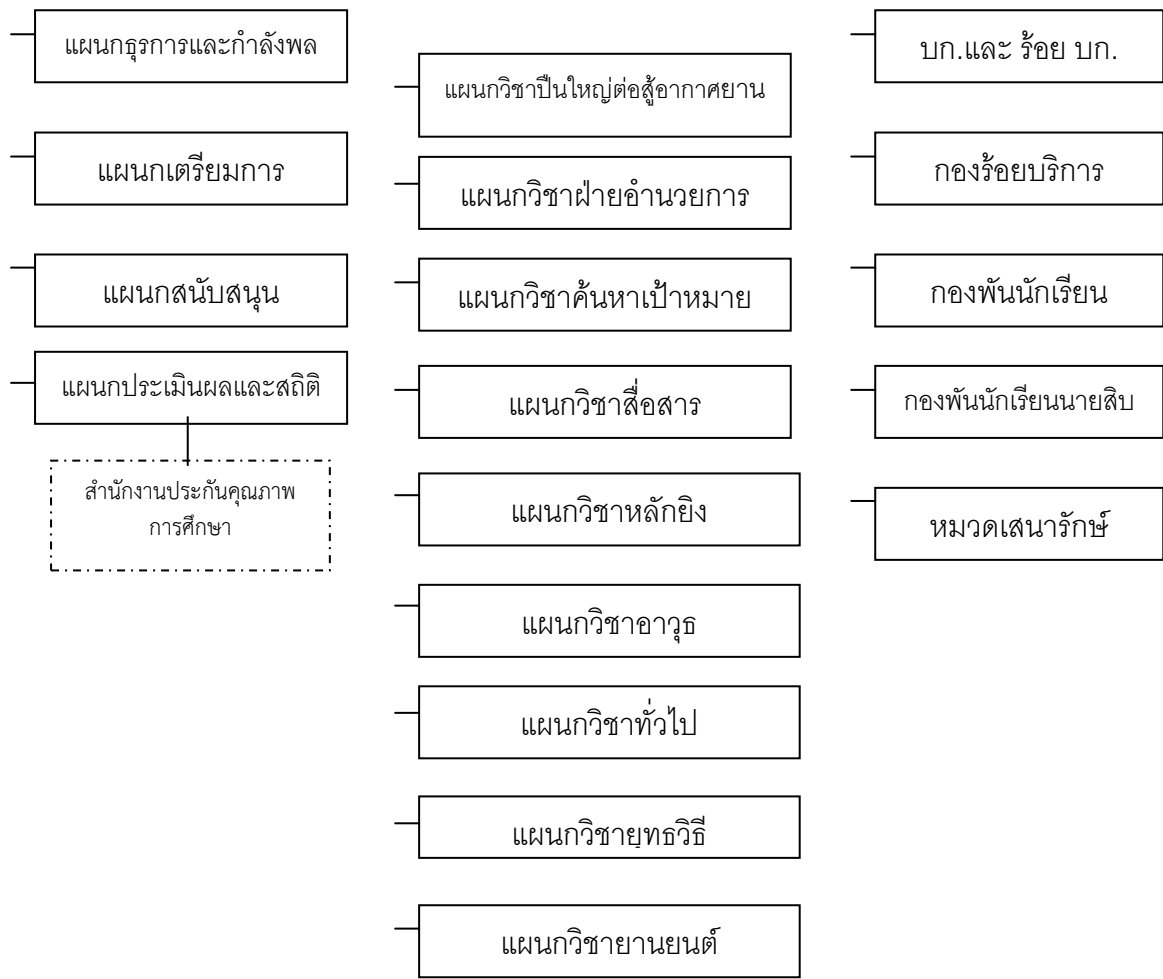 แผนกธุรการและกำลังพล
แผนกเตรียมการ
แผนกสนับสนุน
แผนกประเมินผลและสถิติ
สำนักงานประกันคุณภาพ
การศึกษา
แผนกวิชาปืนใหญ่ต่อสู้อากาศยาน
แผนกวิชาฝ่ายอำนวยการ
แผนกวิชาค้นหาเป้าหมาย
แผนกวิชาสื่อสาร
แผนกวิชาหลักยิง
แผนกวิชาอาวุธ
แผนกวิชาทั่วไป
แผนกวิชายุทธวิธี
แผนกวิชายานยนต์
บก.และ ร้อย บก.
กองร้อยบริการ
กองพันนักเรียน
กองพันนักเรียนนายสิบ
หมวดเสนารักษ์